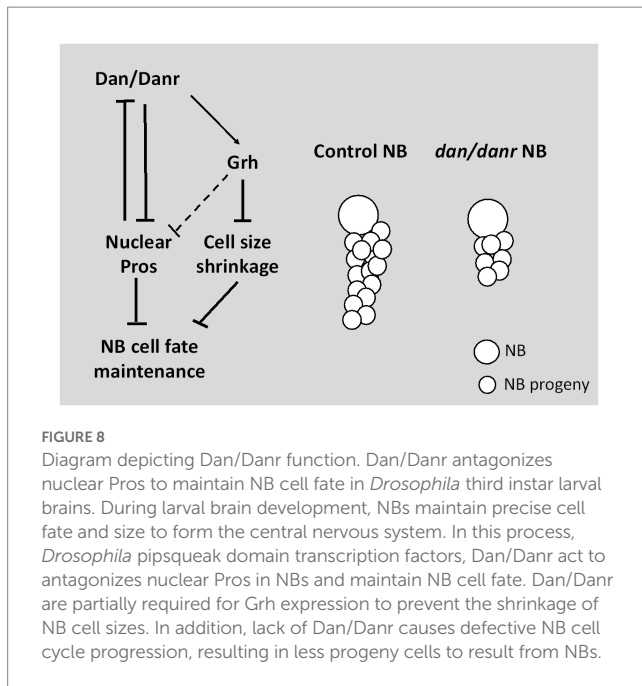 Dan/Danr
Grh
Nuclear
Pros
Cell size
shrinkage
NB cell fate
maintenance
Control NB
dan/danr NB
NB
NB progeny
FIGURE 8
Diagram depicting Dan/Danr function. Dan/Danr antagonizes
nuclear Pros to maintain NB cell fate in Drosophila third instar larval
brains. During larval brain development, NBs maintain precise cell
fate and size to form the central nervous system. In this process,
Drosophila pipsqueak domain transcription factors, Dan/Danr act to
antagonizes nuclear Pros in NBs and maintain NB cell fate. Dan/Danr
are partially required for Grh expression to prevent the shrinkage of
NB cell sizes. In addition, lack of Dan/Danr causes defective NB cell
cycle progression, resulting in less progeny cells to result from NBs.